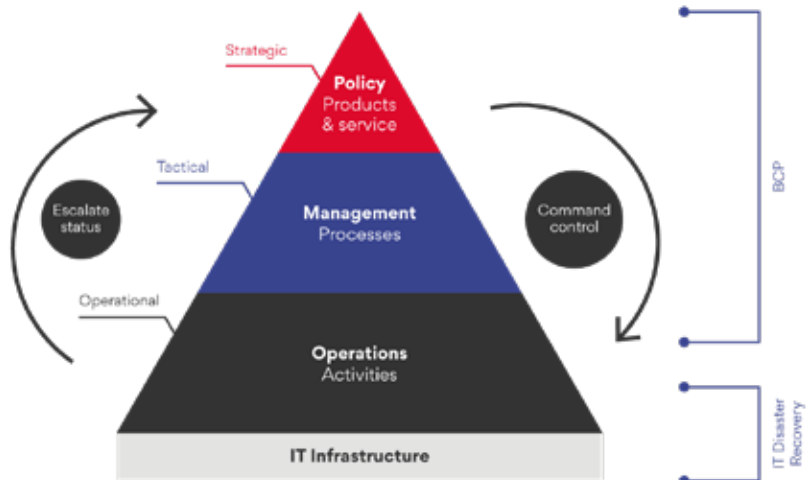 Strategic
Policy
Products
& service
Tactical
Escalate
status
Management
Processes
Command
control
BCP
Operational
Operations
Activities
IT Disaster
Recovery
IT Infrastructure